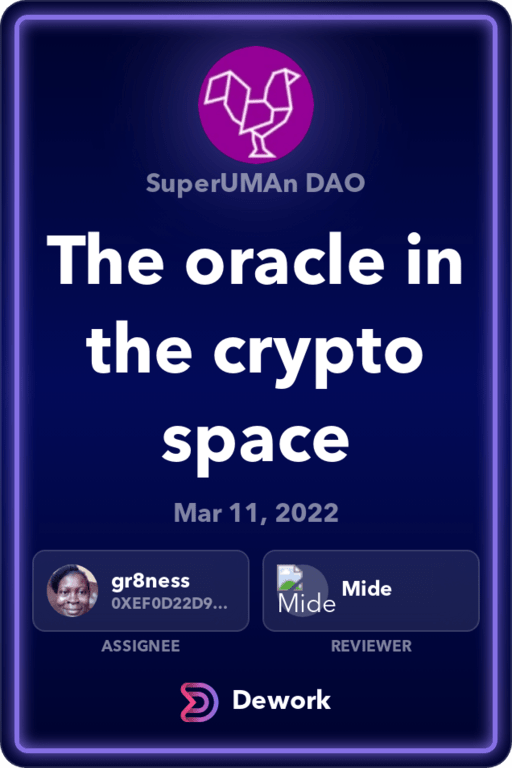 SuperUMAn DAO
The oracle in
the crypto
space
Mar 11, 2022
gr8ness
0XEF0D22D9...
ASSIGNEE
Mide
Mide
REVIEWER
Dework